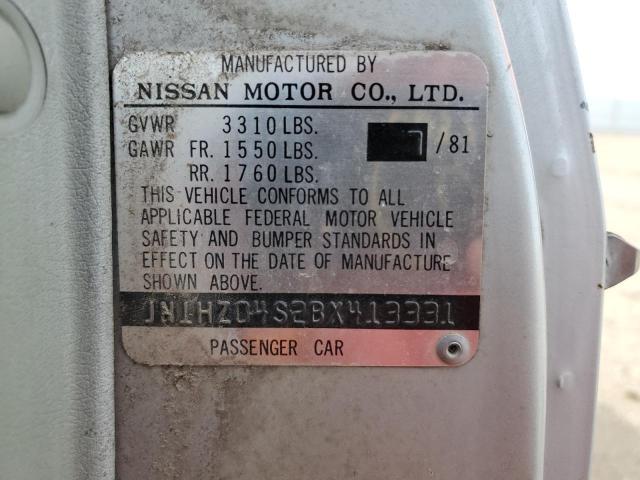 MANUFACTURED BY
NISSAN MOTOR CO., LTD.
GVWR 3310 LBS.
GAWR FR. 1550 LBS. 7/81
RR. 1760 LBS.
THIS VEHICLE CONFORMS TO ALL
APPLICABLE FEDERAL MOTOR VEHICLE
SAFETY AND BUMPER STANDARDS IN
EFFECT ON THE DATE OF MANUFACTURE
SHOWN ABOVE.
JN1HZ04S2BX413331
PASSENGER CAR